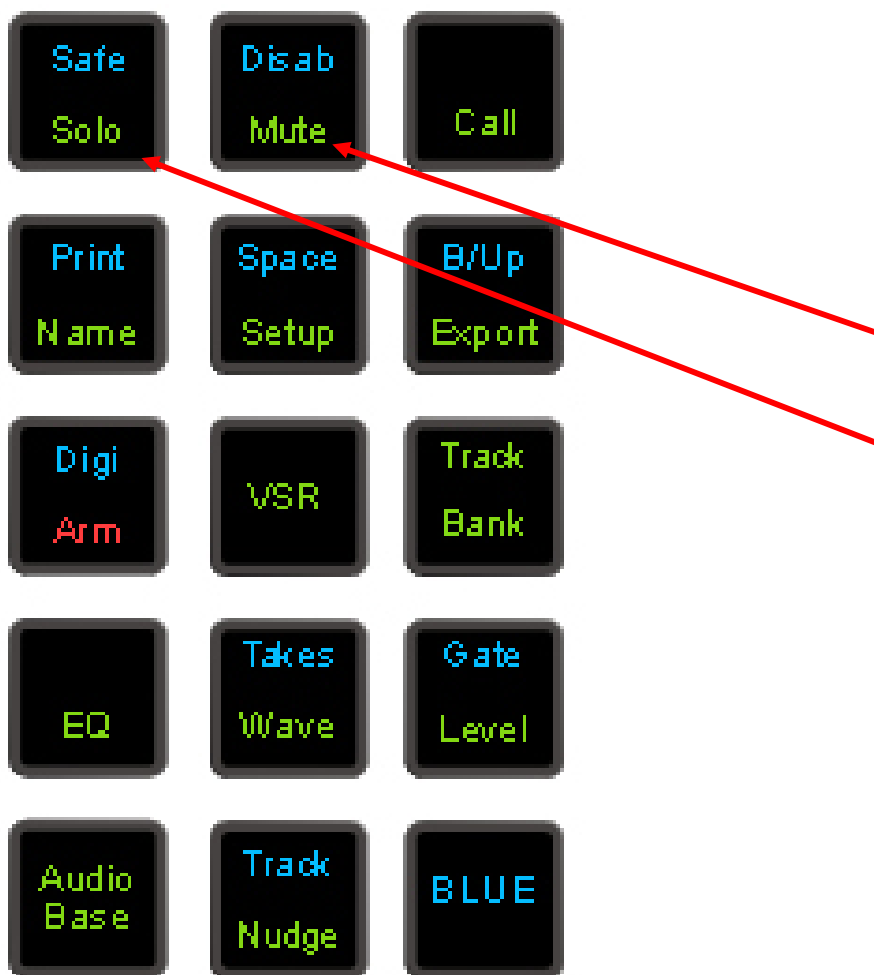 Safe Disab
Solo Mute Call
Print Space B/Up
Name Setup Export
Digi Track
Arm VSR Bank
Takes Gate
EQ Wave Level
Audio Track BLUE
Base Nudge